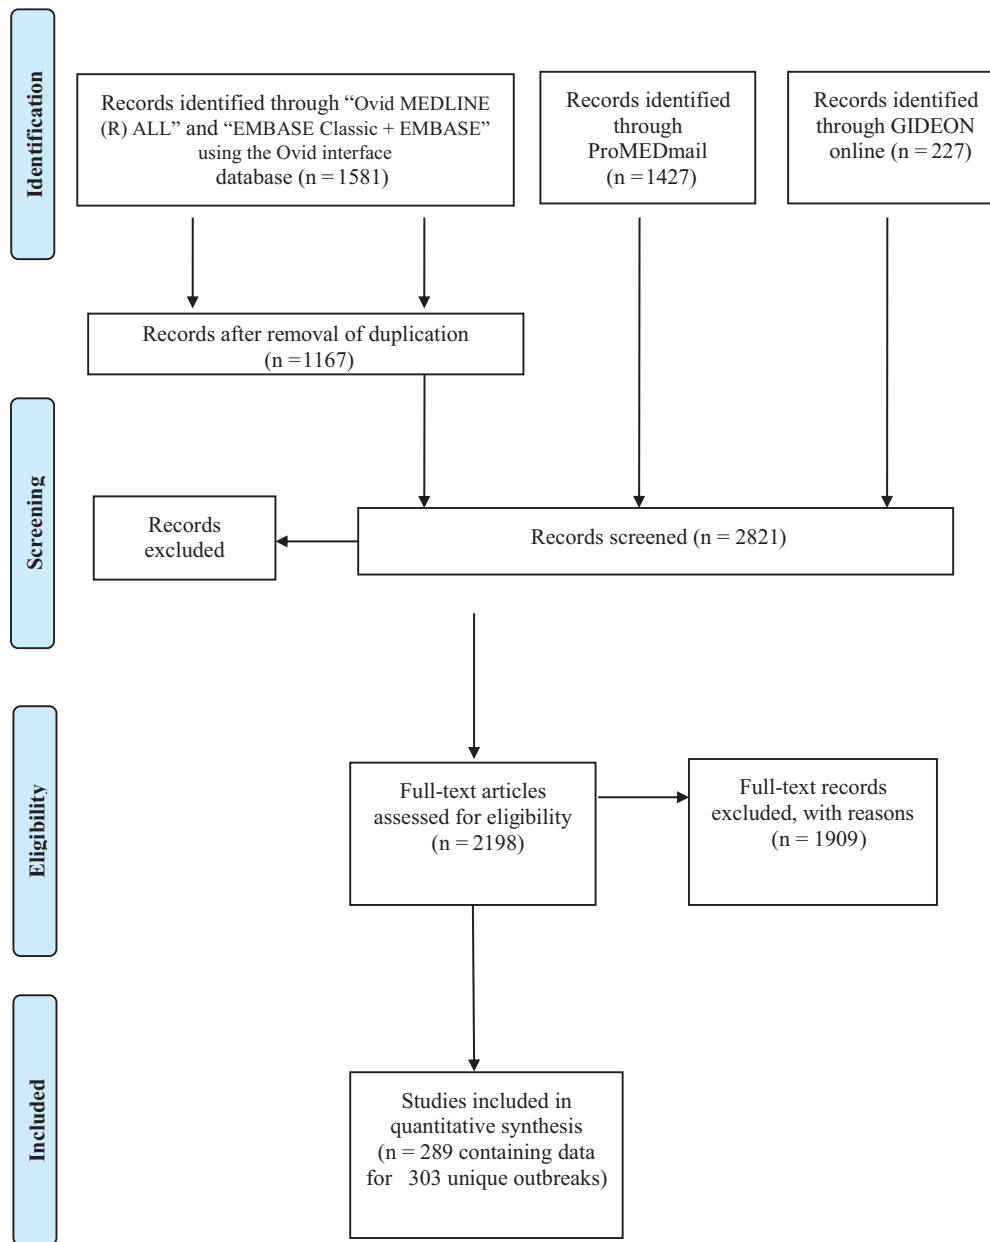 Identification
Records identified through “Ovid MEDLINE
(R) ALL” and “EMBASE Classic + EMBASE”
using the Ovid interface
database (n = 1581)
Records identified
through
ProMEDmail
(n =1427)
Records identified
through GIDEON
online (n = 227)
Records after removal of duplication
(n =1167)
Screening
Records
excluded
Records screened (n = 2821)
Eligibility
Full-text articles
assessed for eligibility
(n = 2198)
Full-text records
excluded, with reasons
(n = 1909)
Included
Studies included in
quantitative synthesis
(n = 289 containing data
for 303 unique outbreaks)